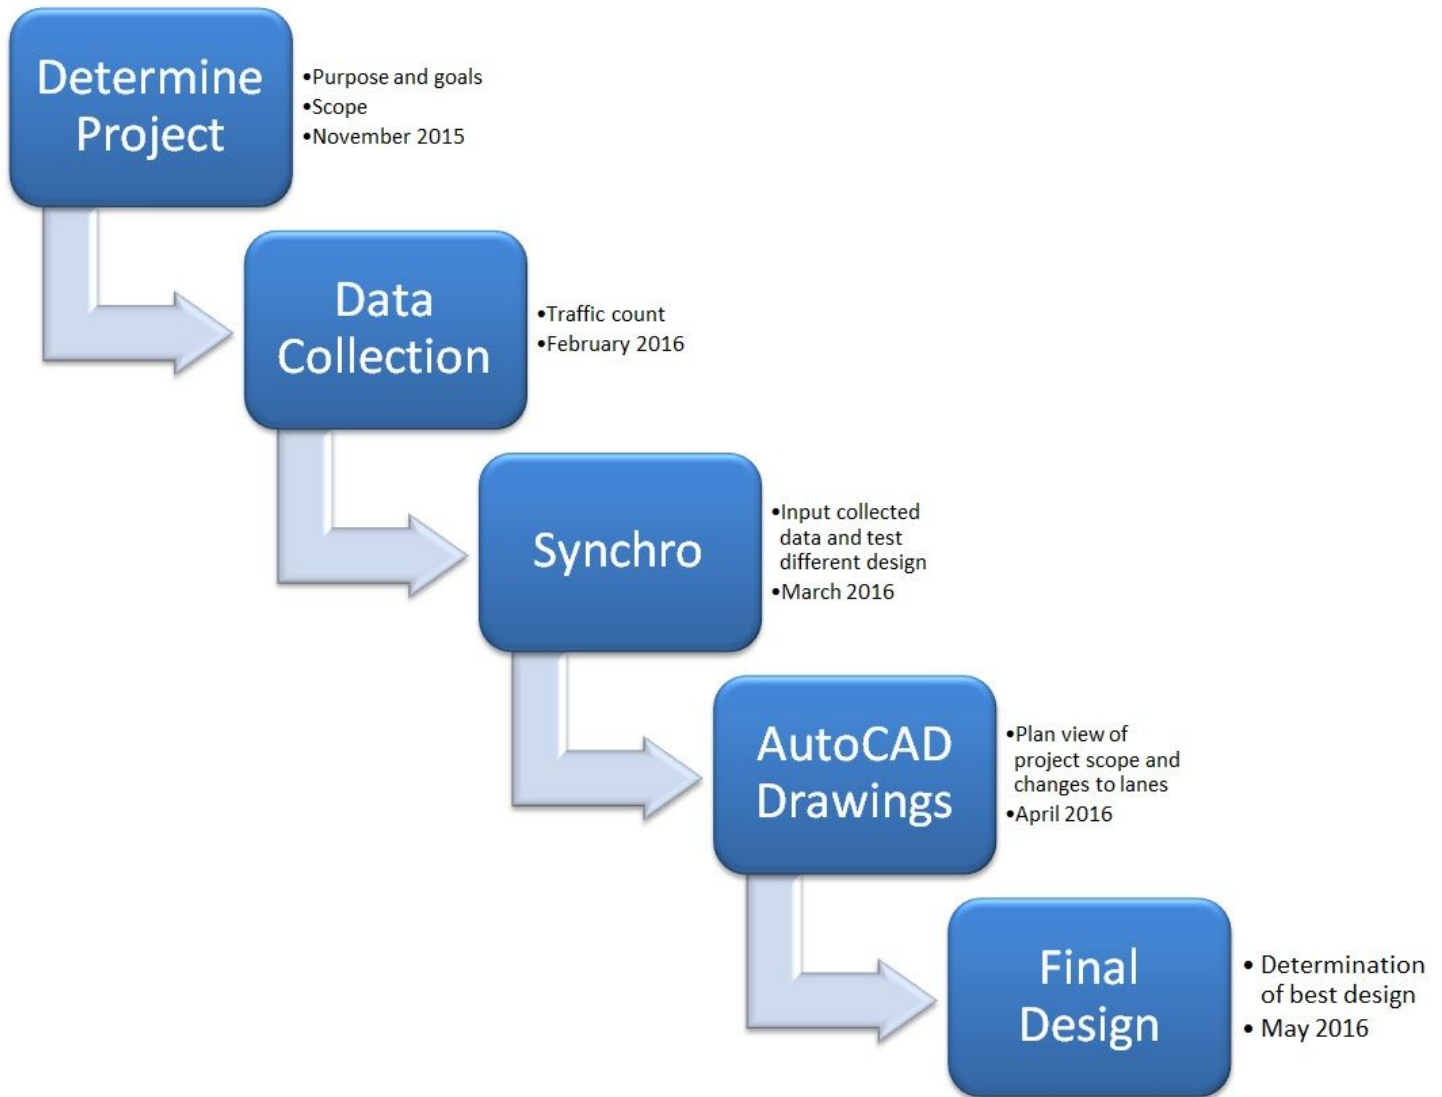 Determine
Project
•Purpose and goals
•Scope
•November 2015
Data
Collection
•Traffic count
•February 2016
Synchro
•Input collected
data and test
different design
•March 2016
AutoCAD
Drawings
•Plan view of
project scope and
changes to lanes
•April 2016
Final
Design
• Determination
of best design
• May 2016